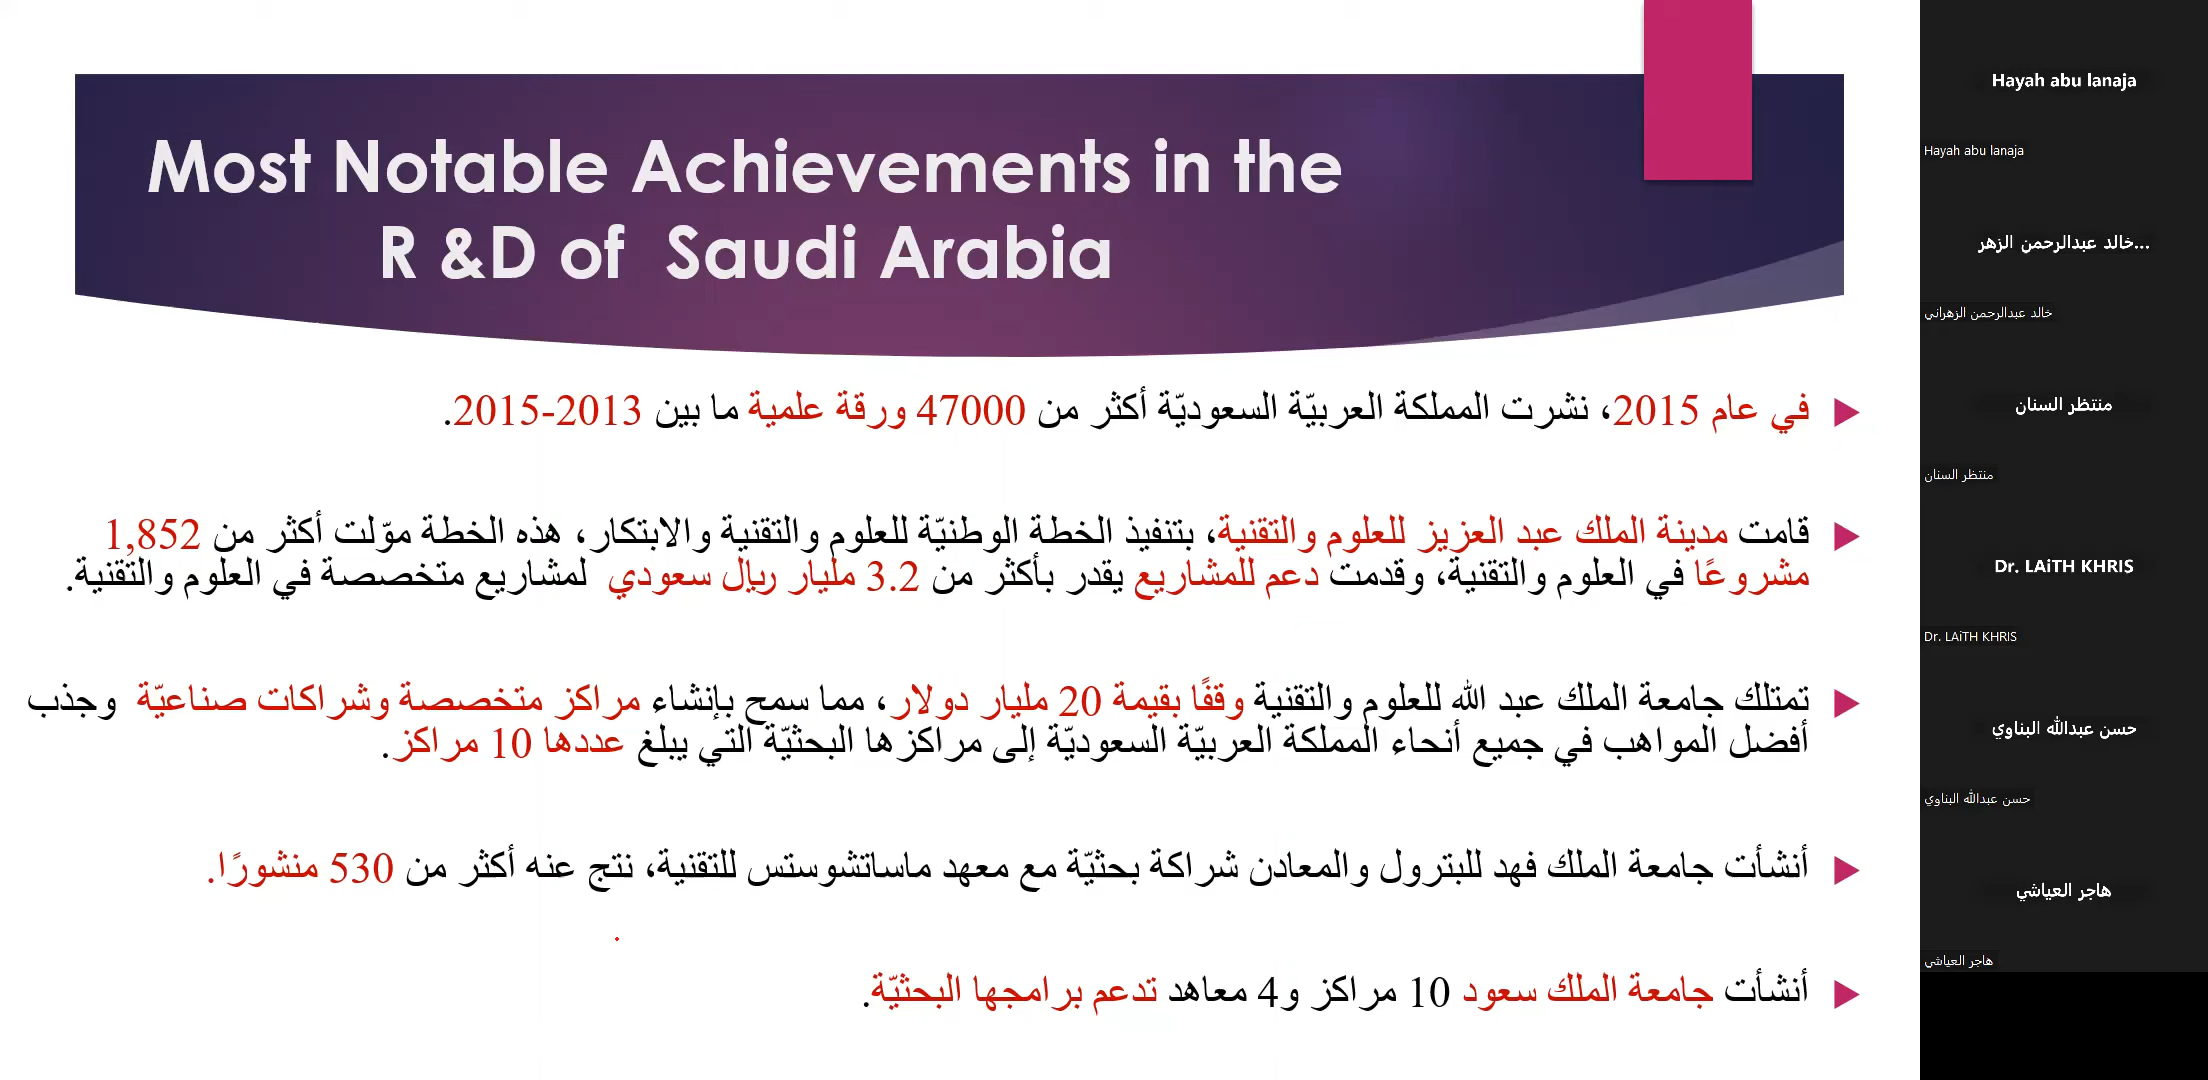 Most Notable Achievements in the
R &D of Saudi Arabia
في عام 2015، نشرت المملكة العربيّة السعوديّة أكثر من 47000 ورقة علمية ما بين 2013-2015.
قامت مدينة الملك عبد العزيز للعلوم والتقنية، بتنفيذ الخطة الوطنيّة للعلوم والتقنية والابتكار، هذه الخطة موّلت أكثر من 1,852
مشروعًا في العلوم والتقنية، وقدمت دعم للمشاريع يقدر بأكثر من 3.2 مليار ريال سعودي لمشاريع متخصصة في العلوم والتقنية.
تمتلك جامعة الملك عبد الله للعلوم والتقنية وقفًا بقيمة 20 مليار دولار، مما سمح بإنشاء مراكز متخصصة وشراكات صناعيّة وجذب
أفضل المواهب في جميع أنحاء المملكة العربيّة السعوديّة إلى مراكزها البحثيّة التي يبلغ عددها 10 مراكز.
أنشأت جامعة الملك فهد للبترول والمعادن شراكة بحثيّة مع معهد ماساتشوستس للتقنية، نتج عنه أكثر من 530 منشورًا.
أنشأت جامعة الملك سعود 10 مراكز و4 معاهد تدعم برامجها البحثيّة.
Hayah abu lanaja
Hayah abu lanaja
خالد عبدالرحمن الزهر...
خالد عبدالرحمن الزهراني
منتظر السنان
منتظر السنان
Dr. LAiTH KHRIS
Dr. LAiTH KHRIS
حسن عبدالله البناوي
حسن عبدالله البناوي
هاجر العياشي
هاجر العياشي